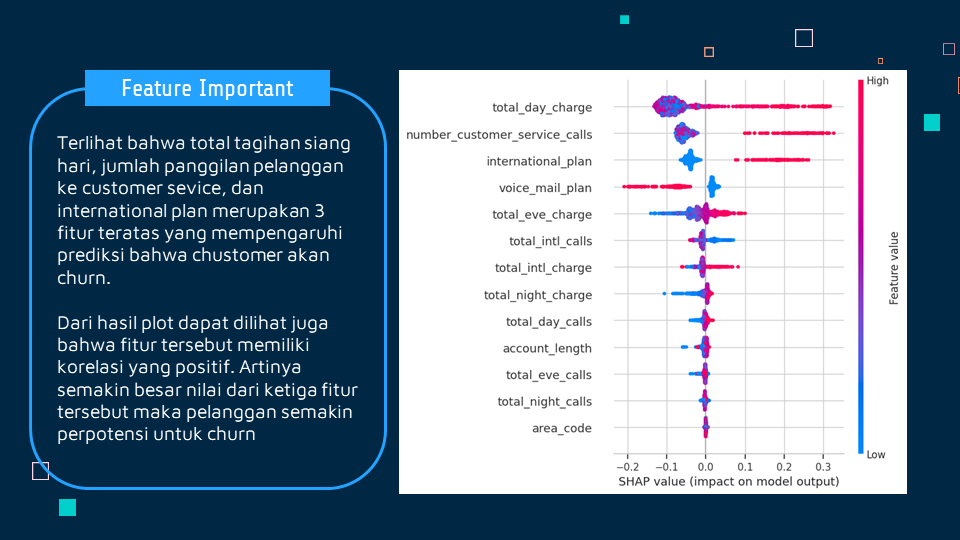 Feature Important
Terlihat bahwa total tagihan siang
hari, jumlah panggilan pelanggan
ke customer sevice, dan
international plan merupakan 3
fitur teratas yang mempengaruhi
prediksi bahwa chustomer akan
churn.
Dari hasil plot dapat dilihat juga
bahwa fitur tersebut memiliki
korelasi yang positif. Artinya
semakin besar nilai dari ketiga fitur
tersebut maka pelanggan semakin
perpotensi untuk churn
total_day_charge
number_customer_service_calls
international_plan
voice_mail_plan
total_eve_charge
total_intl_calls
total_intl_charge
total_night_charge
total_day_calls
account_length
total_eve_calls
total_night_calls
area_code
−0.2 −0.1 0.0 0.1 0.2 0.3
SHAP value (impact on model output)
High
Feature value
Low